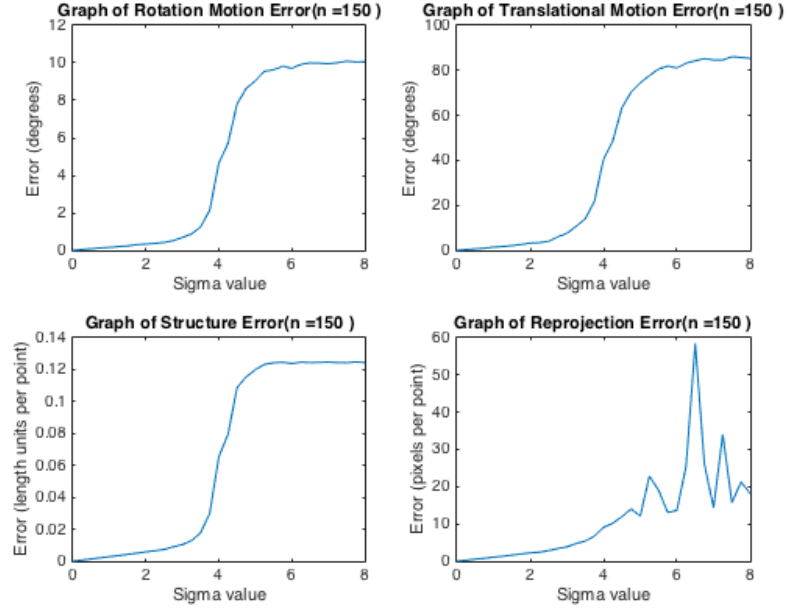 Graph of Rotation Motion Error(n =150 )
12
10
8
6
4
2
0
Error (degrees)
0 2 4 6 8
Sigma value
Graph of Translational Motion Error(n =150 )
100
80
60
40
20
0
Error (degrees)
0 2 4 6 8
Sigma value
Graph of Structure Error(n =150 )
0.14
0.12
0.1
0.08
0.06
0.04
0.02
0
Error (length units per point)
0 2 4 6 8
Sigma value
Graph of Reprojection Error(n =150 )
60
50
40
30
20
10
0
Error (pixels per point)
0 2 4 6 8
Sigma value